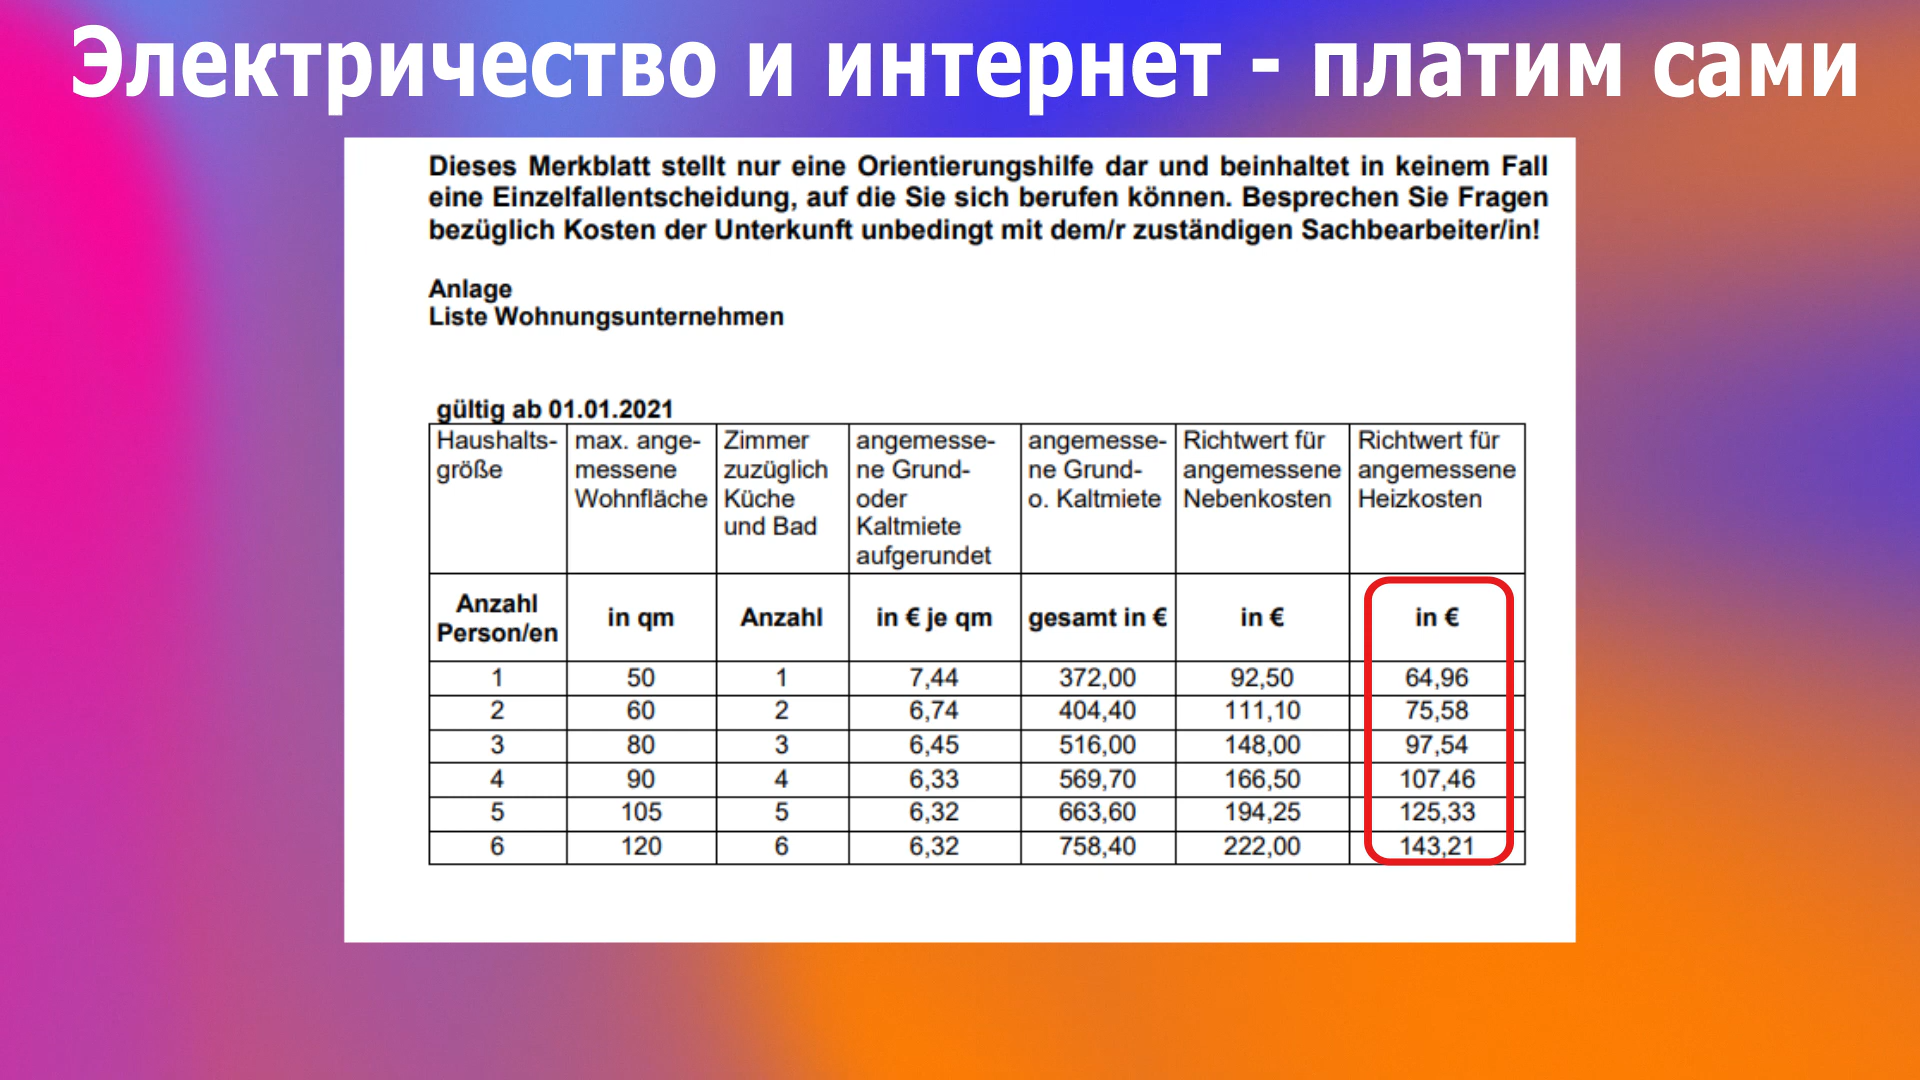 Электричество и интернет - платим сами
Dieses Merkblatt stellt nur eine Orientierungshilfe dar und beinhaltet in keinem Fall
eine Einzelfallentscheidung, auf die Sie sich berufen können. Besprechen Sie Fragen
bezüglich Kosten der Unterkunft unbedingt mit dem/r zuständigen Sachbearbeiter/in!
Anlage
Liste Wohnungsunternehmen
gültig ab 01.01.2021
Haushalts- max. ange- Zimmer angemesse- angemesse- Richtwert für Richtwert für
größe messene zuzüglich ne Grund- ne Grund- angemessene angemessene
Wohnfläche Küche oder o. Kaltmiete Nebenkosten Heizkosten
und Bad Kaltmiete
aufgerundet
Anzahl
Person/en in qm Anzahl in € je qm gesamt in € in € in €
1 50 1 7,44 372,00 92,50 64,96
2 60 2 6,74 404,40 111,10 75,58
3 80 3 6,45 516,00 148,00 97,54
4 90 4 6,33 569,70 166,50 107,46
5 105 5 6,32 663,60 194,25 125,33
6 120 6 6,32 758,40 222,00 143,21